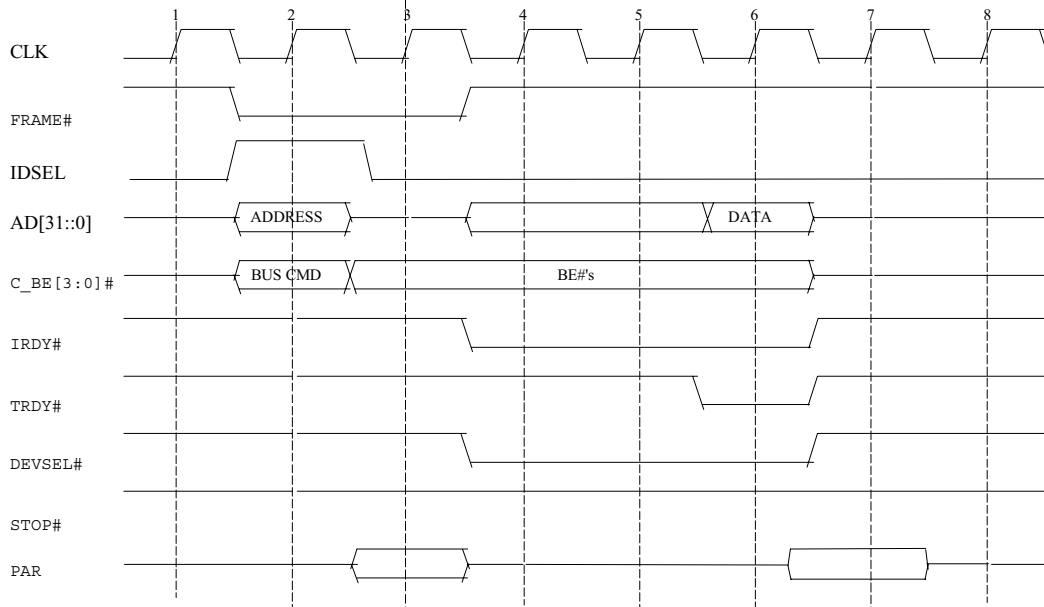 1 2 3 4 5 6 7 8
CLK
FRAME#
IDSEL
AD[31::0] ADDRESS DATA
C_BE[3:0]# BUS CMD BE#'s
IRDY#
TRDY#
DEVSEL#
STOP#
PAR